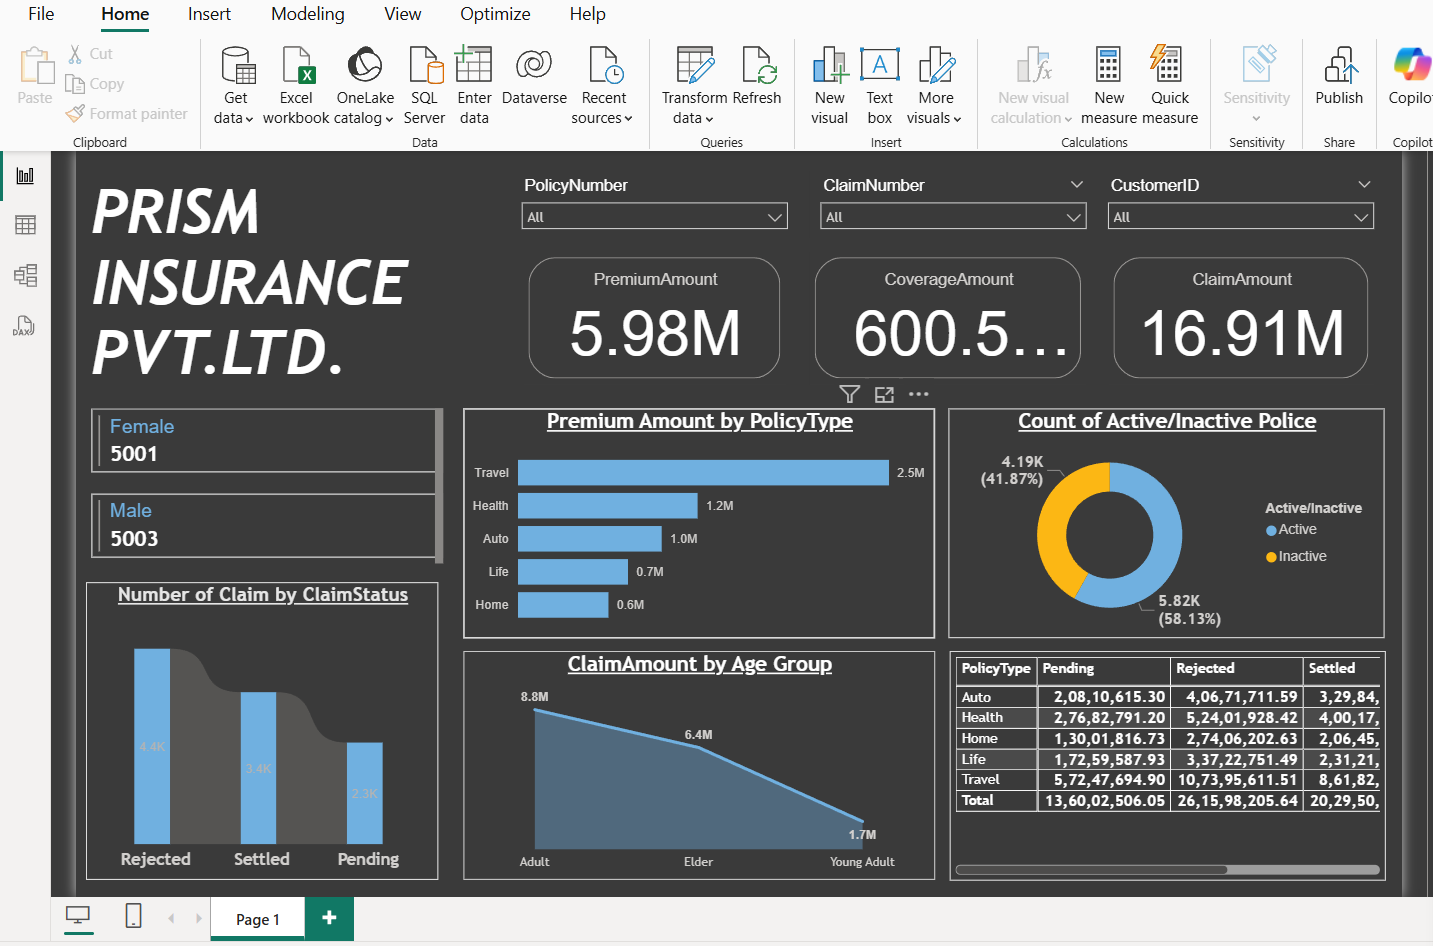 File Home Insert Modeling View Optimize Help
Paste
Cut
Copy
Format painter
Clipboard
Get data
Excel workbook
OneLake catalog
SQL Server
Enter data
Dataverse
Recent sources
Data
Transform data
Refresh
Queries
New visual
Text box
More visuals
Insert
New visual calculation
New measure
Quick measure
Calculations
Sensitivity
Sensitivity
Publish
Share
Copilot
DAX
PRISM
INSURANCE
PVT.LTD.
PolicyNumber
All
ClaimNumber
All
CustomerID
All
PremiumAmount
5.98M
CoverageAmount
600.5...
ClaimAmount
16.91M
Female
5001
Male
5003
Premium Amount by PolicyType
Travel 2.5M
Health 1.2M
Auto 1.0M
Life 0.7M
Home 0.6M
Count of Active/Inactive Police
4.19K
(41.87%)
5.82K
(58.13%)
Active/Inactive
Active
Inactive
Number of Claim by ClaimStatus
4.4K
3.4K
2.3K
Rejected Settled Pending
ClaimAmount by Age Group
8.8M
6.4M
1.7M
Adult Elder Young Adult
PolicyType Pending Rejected Settled
Auto 2,08,10,615.30 4,06,71,711.59 3,29,84,
Health 2,76,82,791.20 5,24,01,928.42 4,00,17,
Home 1,30,01,816.73 2,74,06,202.63 2,06,45,
Life 1,72,59,587.93 3,37,22,751.49 2,31,21,
Travel 5,72,47,694.90 10,73,95,611.51 8,61,82,
Total 13,60,02,506.05 26,15,98,205.64 20,29,50,
Page 1